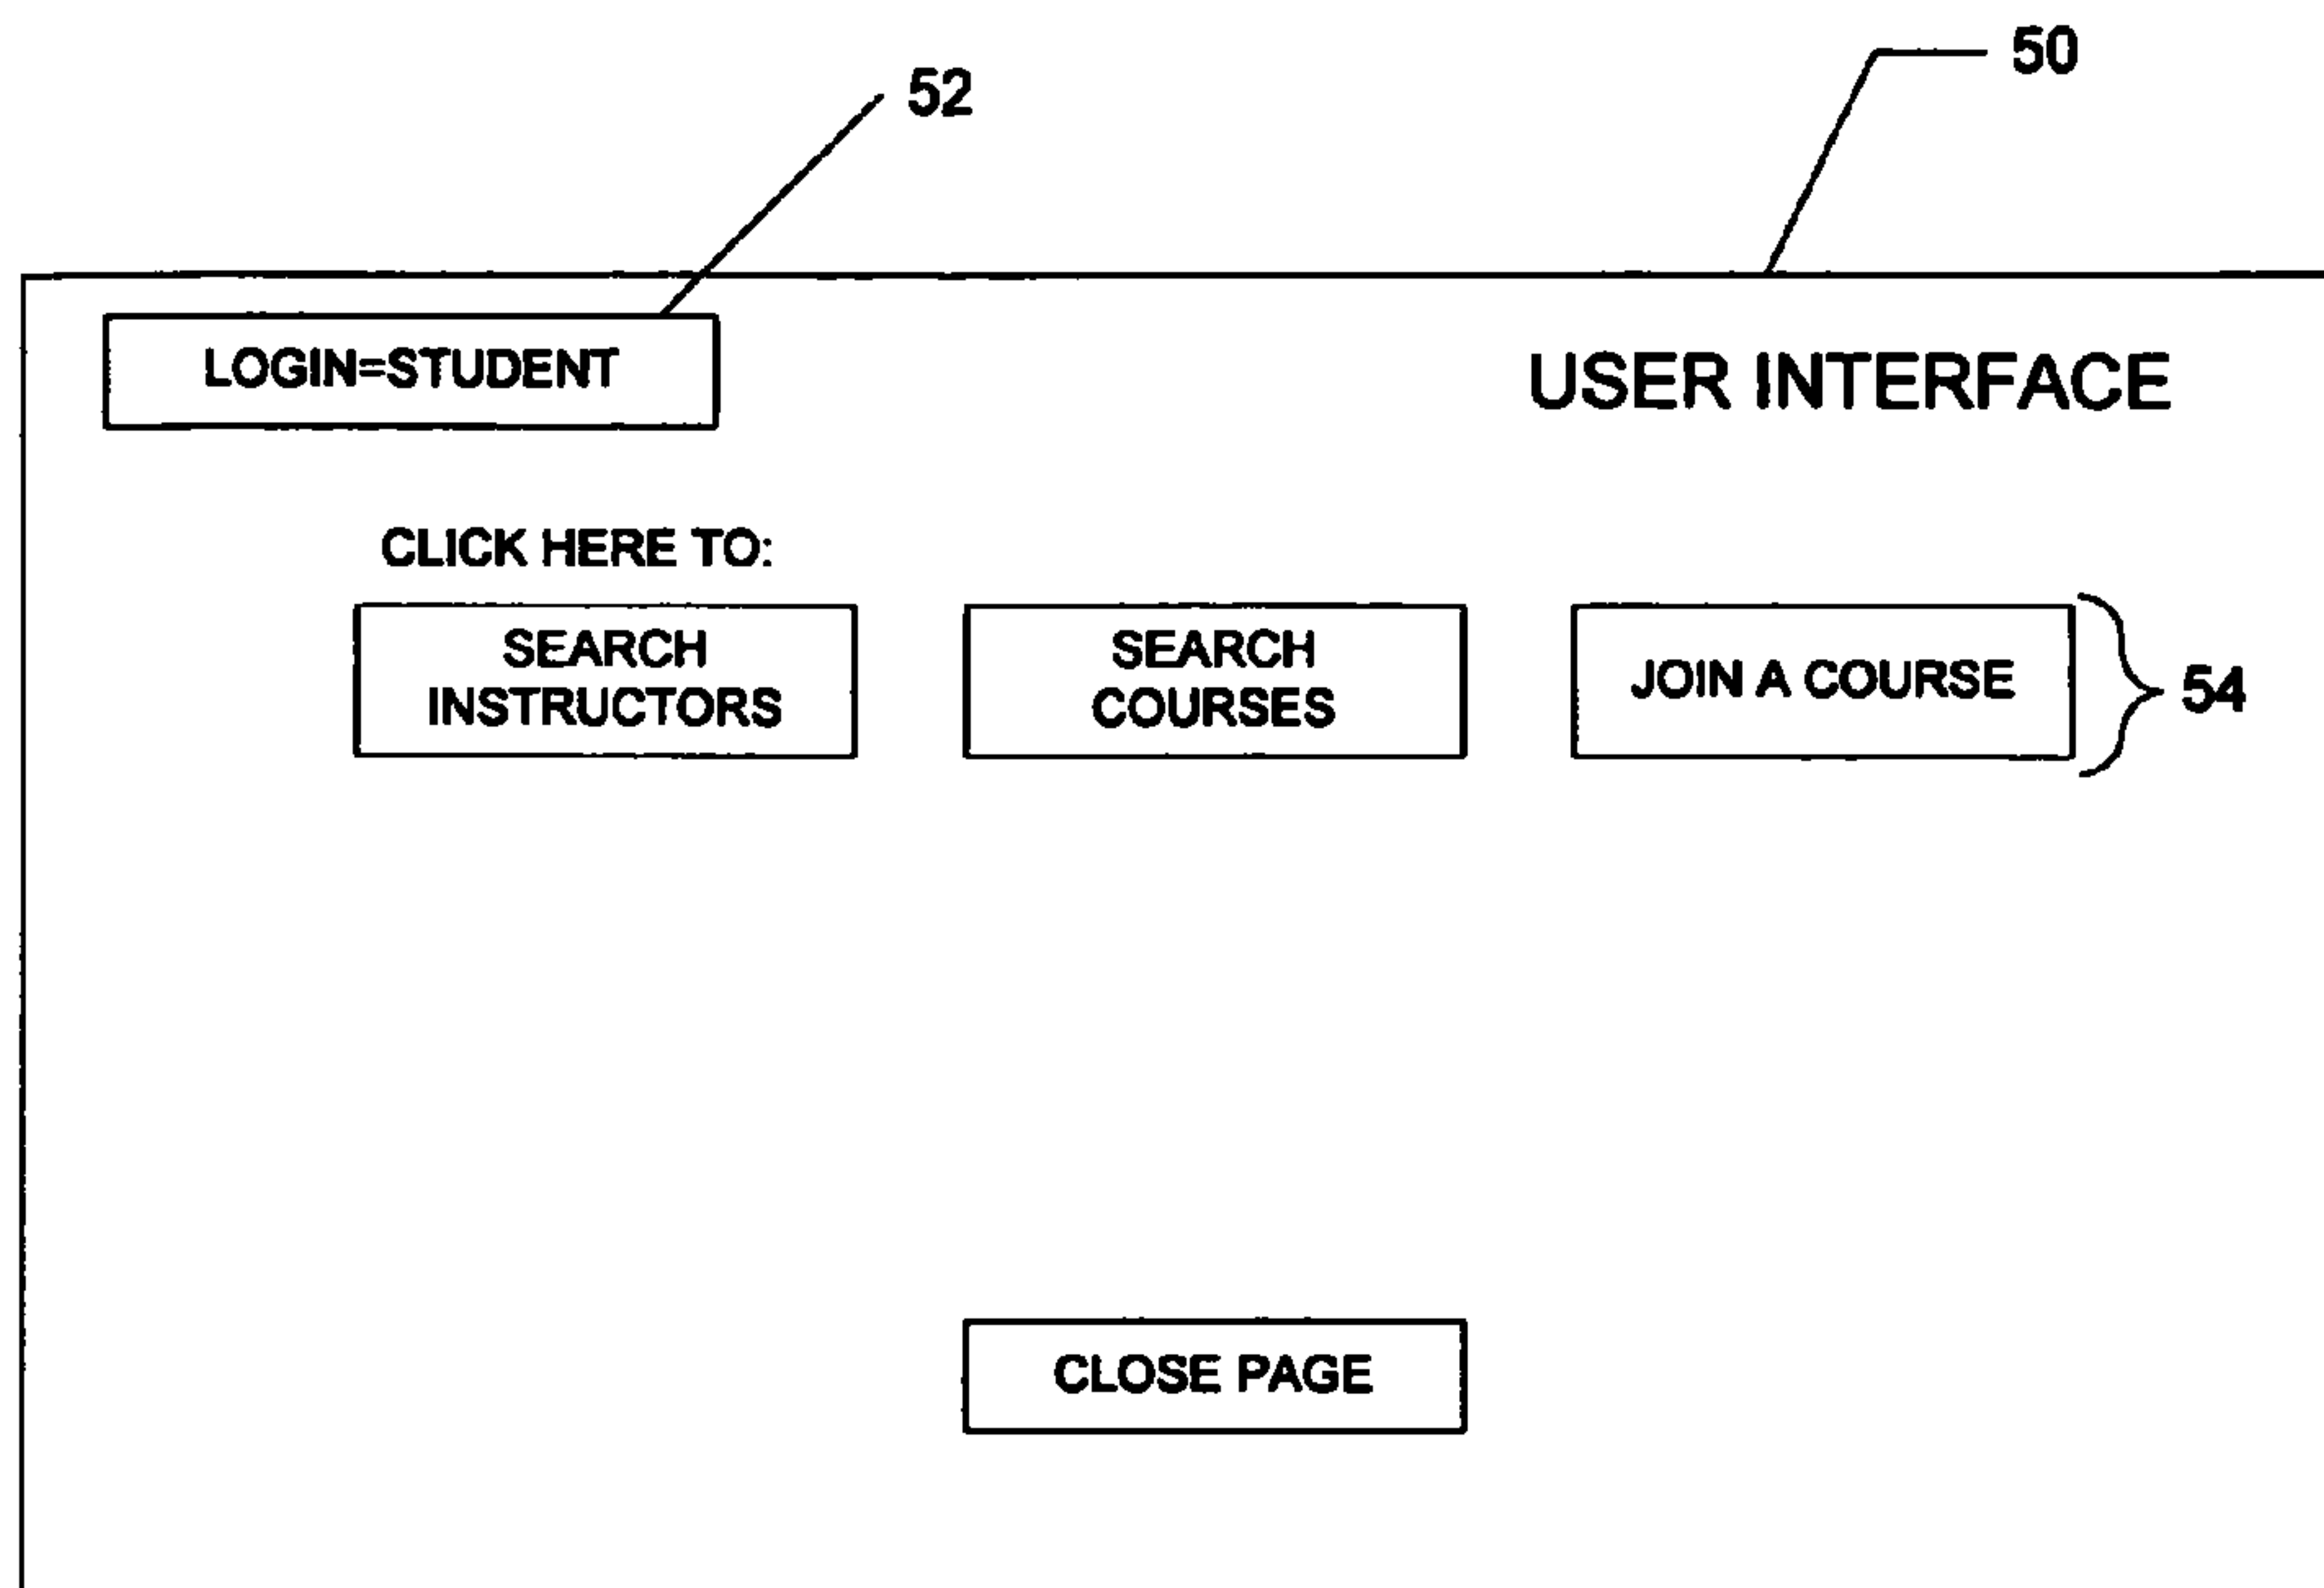 50
52
LOGIN=STUDENT
USER INTERFACE
CLICK HERE TO:
SEARCH
INSTRUCTORS
SEARCH
COURSES
JOIN A COURSE
54
CLOSE PAGE